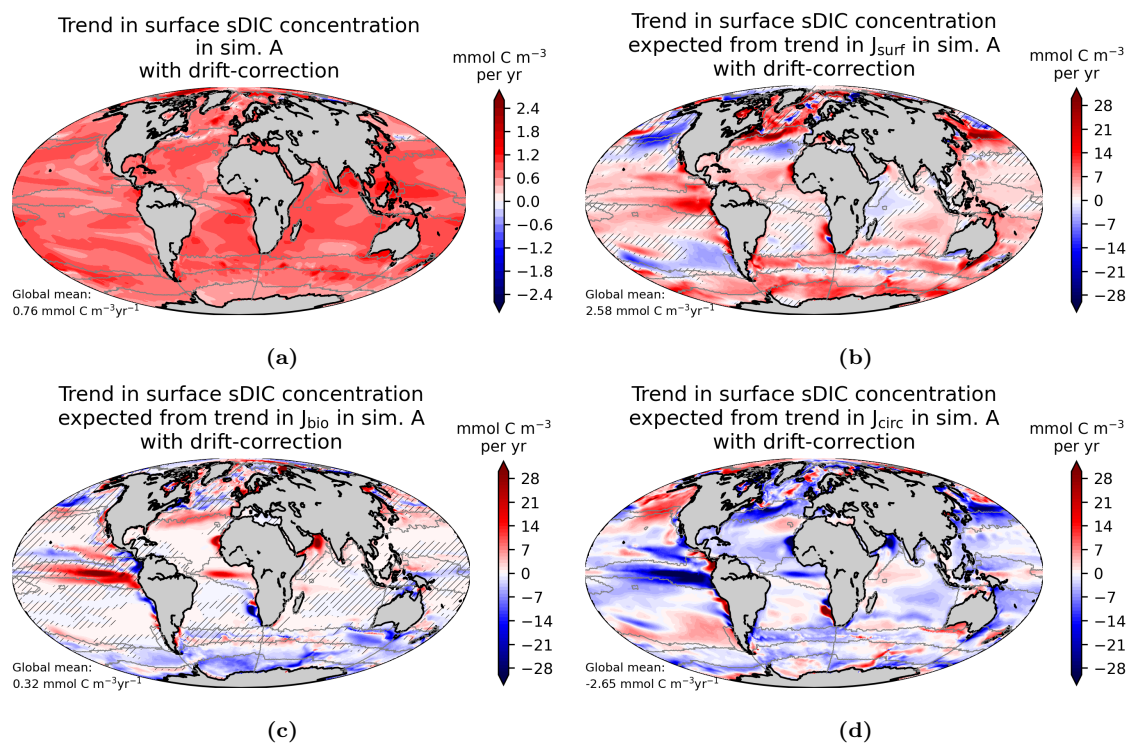 Trend in surface sDIC concentration
in sim. A
with drift-correction
mmol C m⁻³
per yr
2.4
1.8
1.2
0.6
0.0
−0.6
−1.2
−1.8
−2.4
Global mean:
0.76 mmol C m⁻³yr⁻¹
(a)
Trend in surface sDIC concentration
expected from trend in Jsurf in sim. A
with drift-correction
mmol C m⁻³
per yr
28
21
14
7
0
−7
−14
−21
−28
Global mean:
2.58 mmol C m⁻³yr⁻¹
(b)
Trend in surface sDIC concentration
expected from trend in Jbio in sim. A
with drift-correction
mmol C m⁻³
per yr
28
21
14
7
0
−7
−14
−21
−28
Global mean:
0.32 mmol C m⁻³yr⁻¹
(c)
Trend in surface sDIC concentration
expected from trend in Jcirc in sim. A
with drift-correction
mmol C m⁻³
per yr
28
21
14
7
0
−7
−14
−21
−28
Global mean:
-2.65 mmol C m⁻³yr⁻¹
(d)